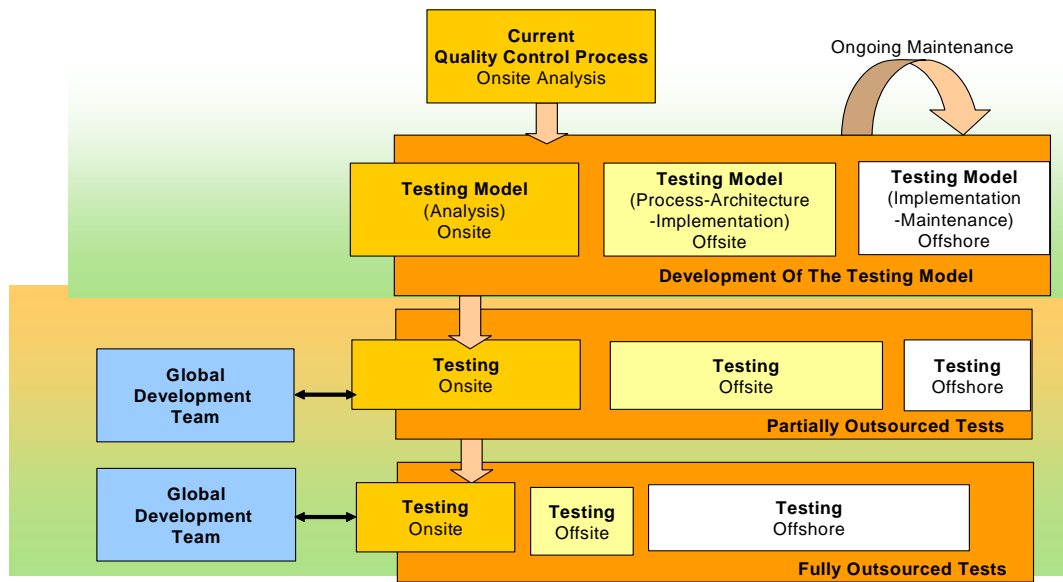 Current
Quality Control Process
Onsite Analysis
Ongoing Maintenance
Testing Model
(Analysis)
Onsite
Testing Model
(Process-Architecture
-Implementation)
Offsite
Testing Model
(Implementation
-Maintenance)
Offshore
Development Of The Testing Model
Global
Development
Team
Testing
Onsite
Testing
Offsite
Testing
Offshore
Partially Outsourced Tests
Global
Development
Team
Testing
Onsite
Testing
Offsite
Testing
Offshore
Fully Outsourced Tests